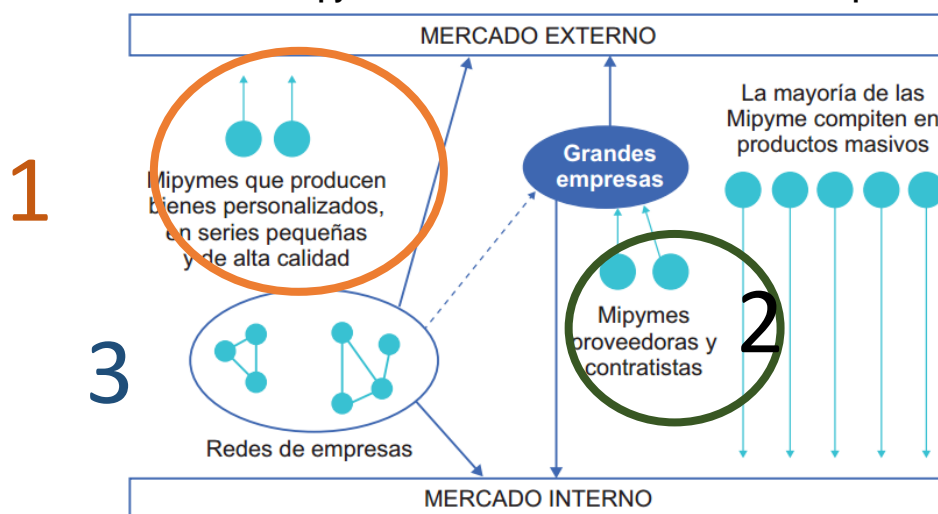 MERCADO EXTERNO
1
Mipymes que producen
bienes personalizados,
en series pequeñas
y de alta calidad
Grandes
empresas
La mayoría de las
Mipyme compiten en
productos masivos
2
Mipymes
proveedoras y
contratistas
3
Redes de empresas
MERCADO INTERNO